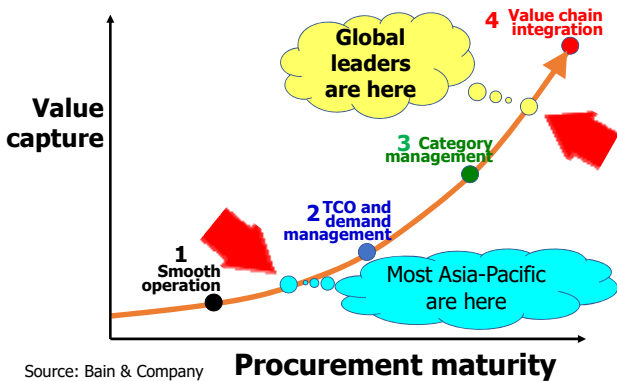 4 Value chain
integration
Global
leaders
are here
Value
capture
3 Category
management
2 TCO and
demand
management
1
Smooth
operation
Most Asia-Pacific
are here
Source: Bain & Company
Procurement maturity